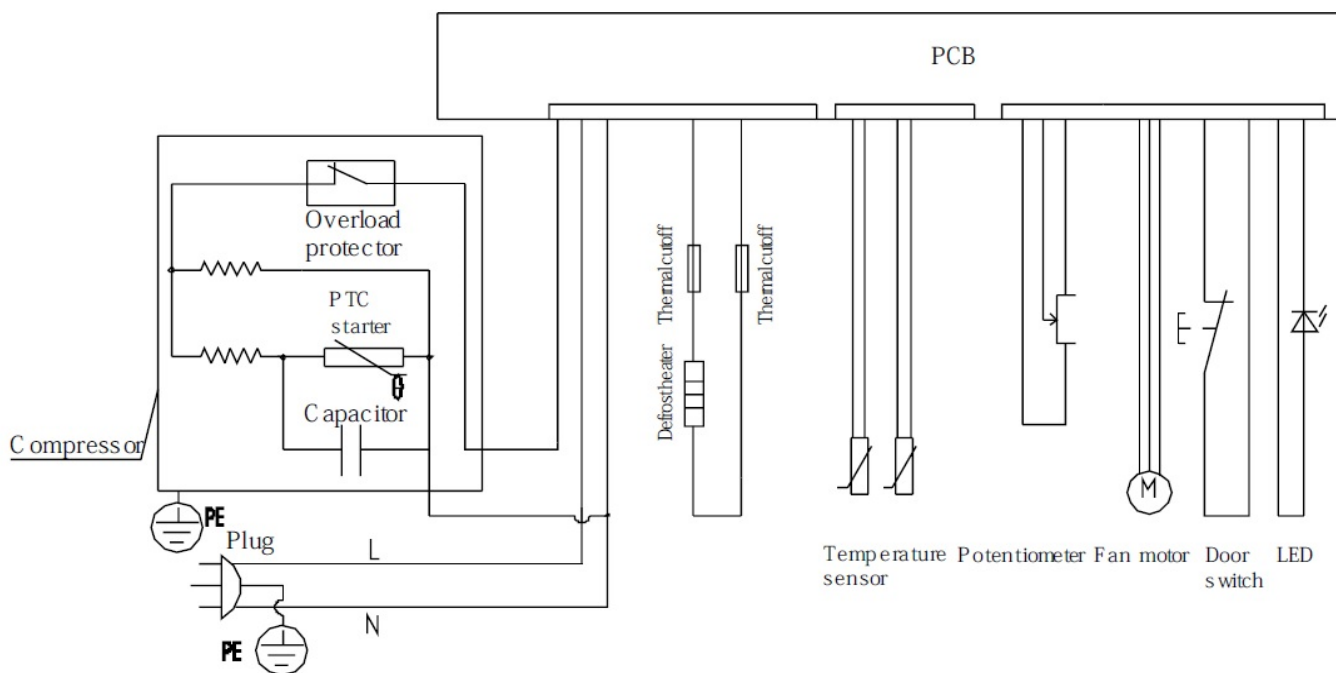 PCB
Overload
protector
PTC
starter
θ
Capacitor
Compressor
PE
Plug
L
N
PE
Thermalcutoff
Thermalcutoff
Defrostheater
Temperature
sensor
Potentiometer
Fan motor
M
Door
switch
LED